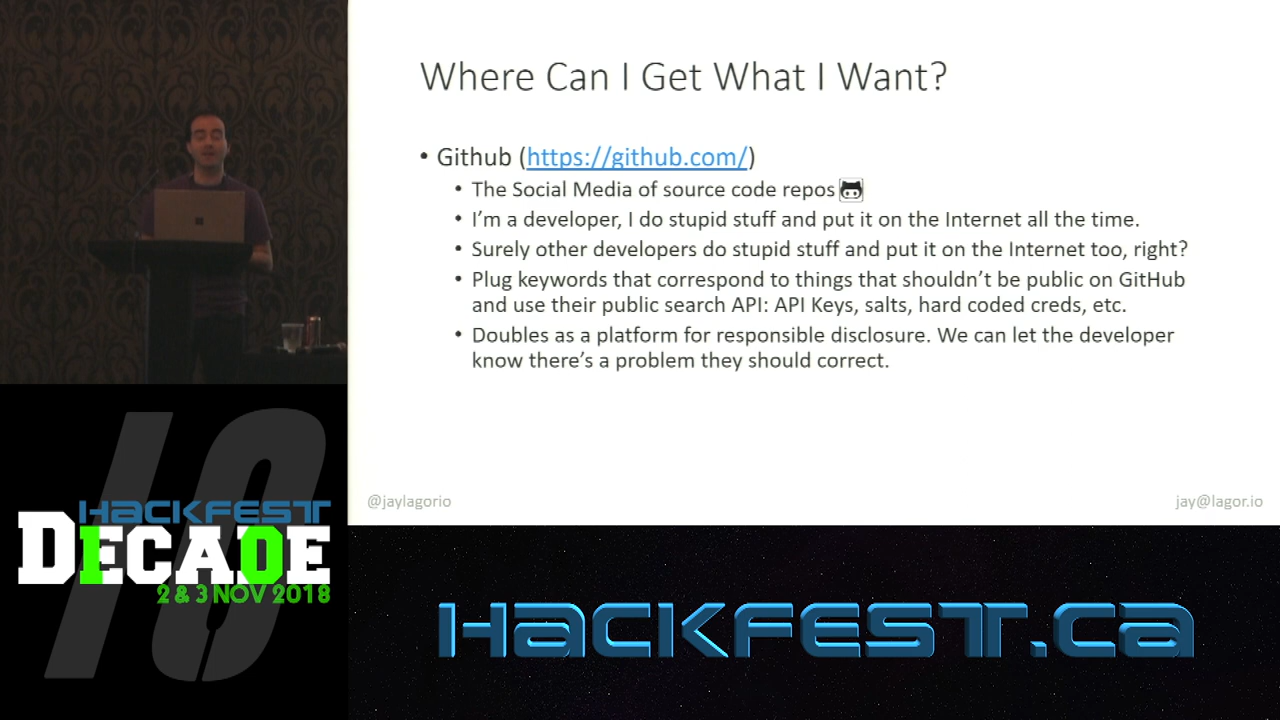 Where Can I Get What I Want?
• Github (https://github.com/)
• The Social Media of source code repos
• I'm a developer, I do stupid stuff and put it on the Internet all the time.
• Surely other developers do stupid stuff and put it on the Internet too, right?
• Plug keywords that correspond to things that shouldn't be public on GitHub
and use their public search API: API Keys, salts, hard coded creds, etc.
• Doubles as a platform for responsible disclosure. We can let the developer
know there's a problem they should correct.
@jaylagorio
jay@lagor.io
10
HACKFEST
DECADE
2 & 3 NOV 2018
HACKFEST.Ca